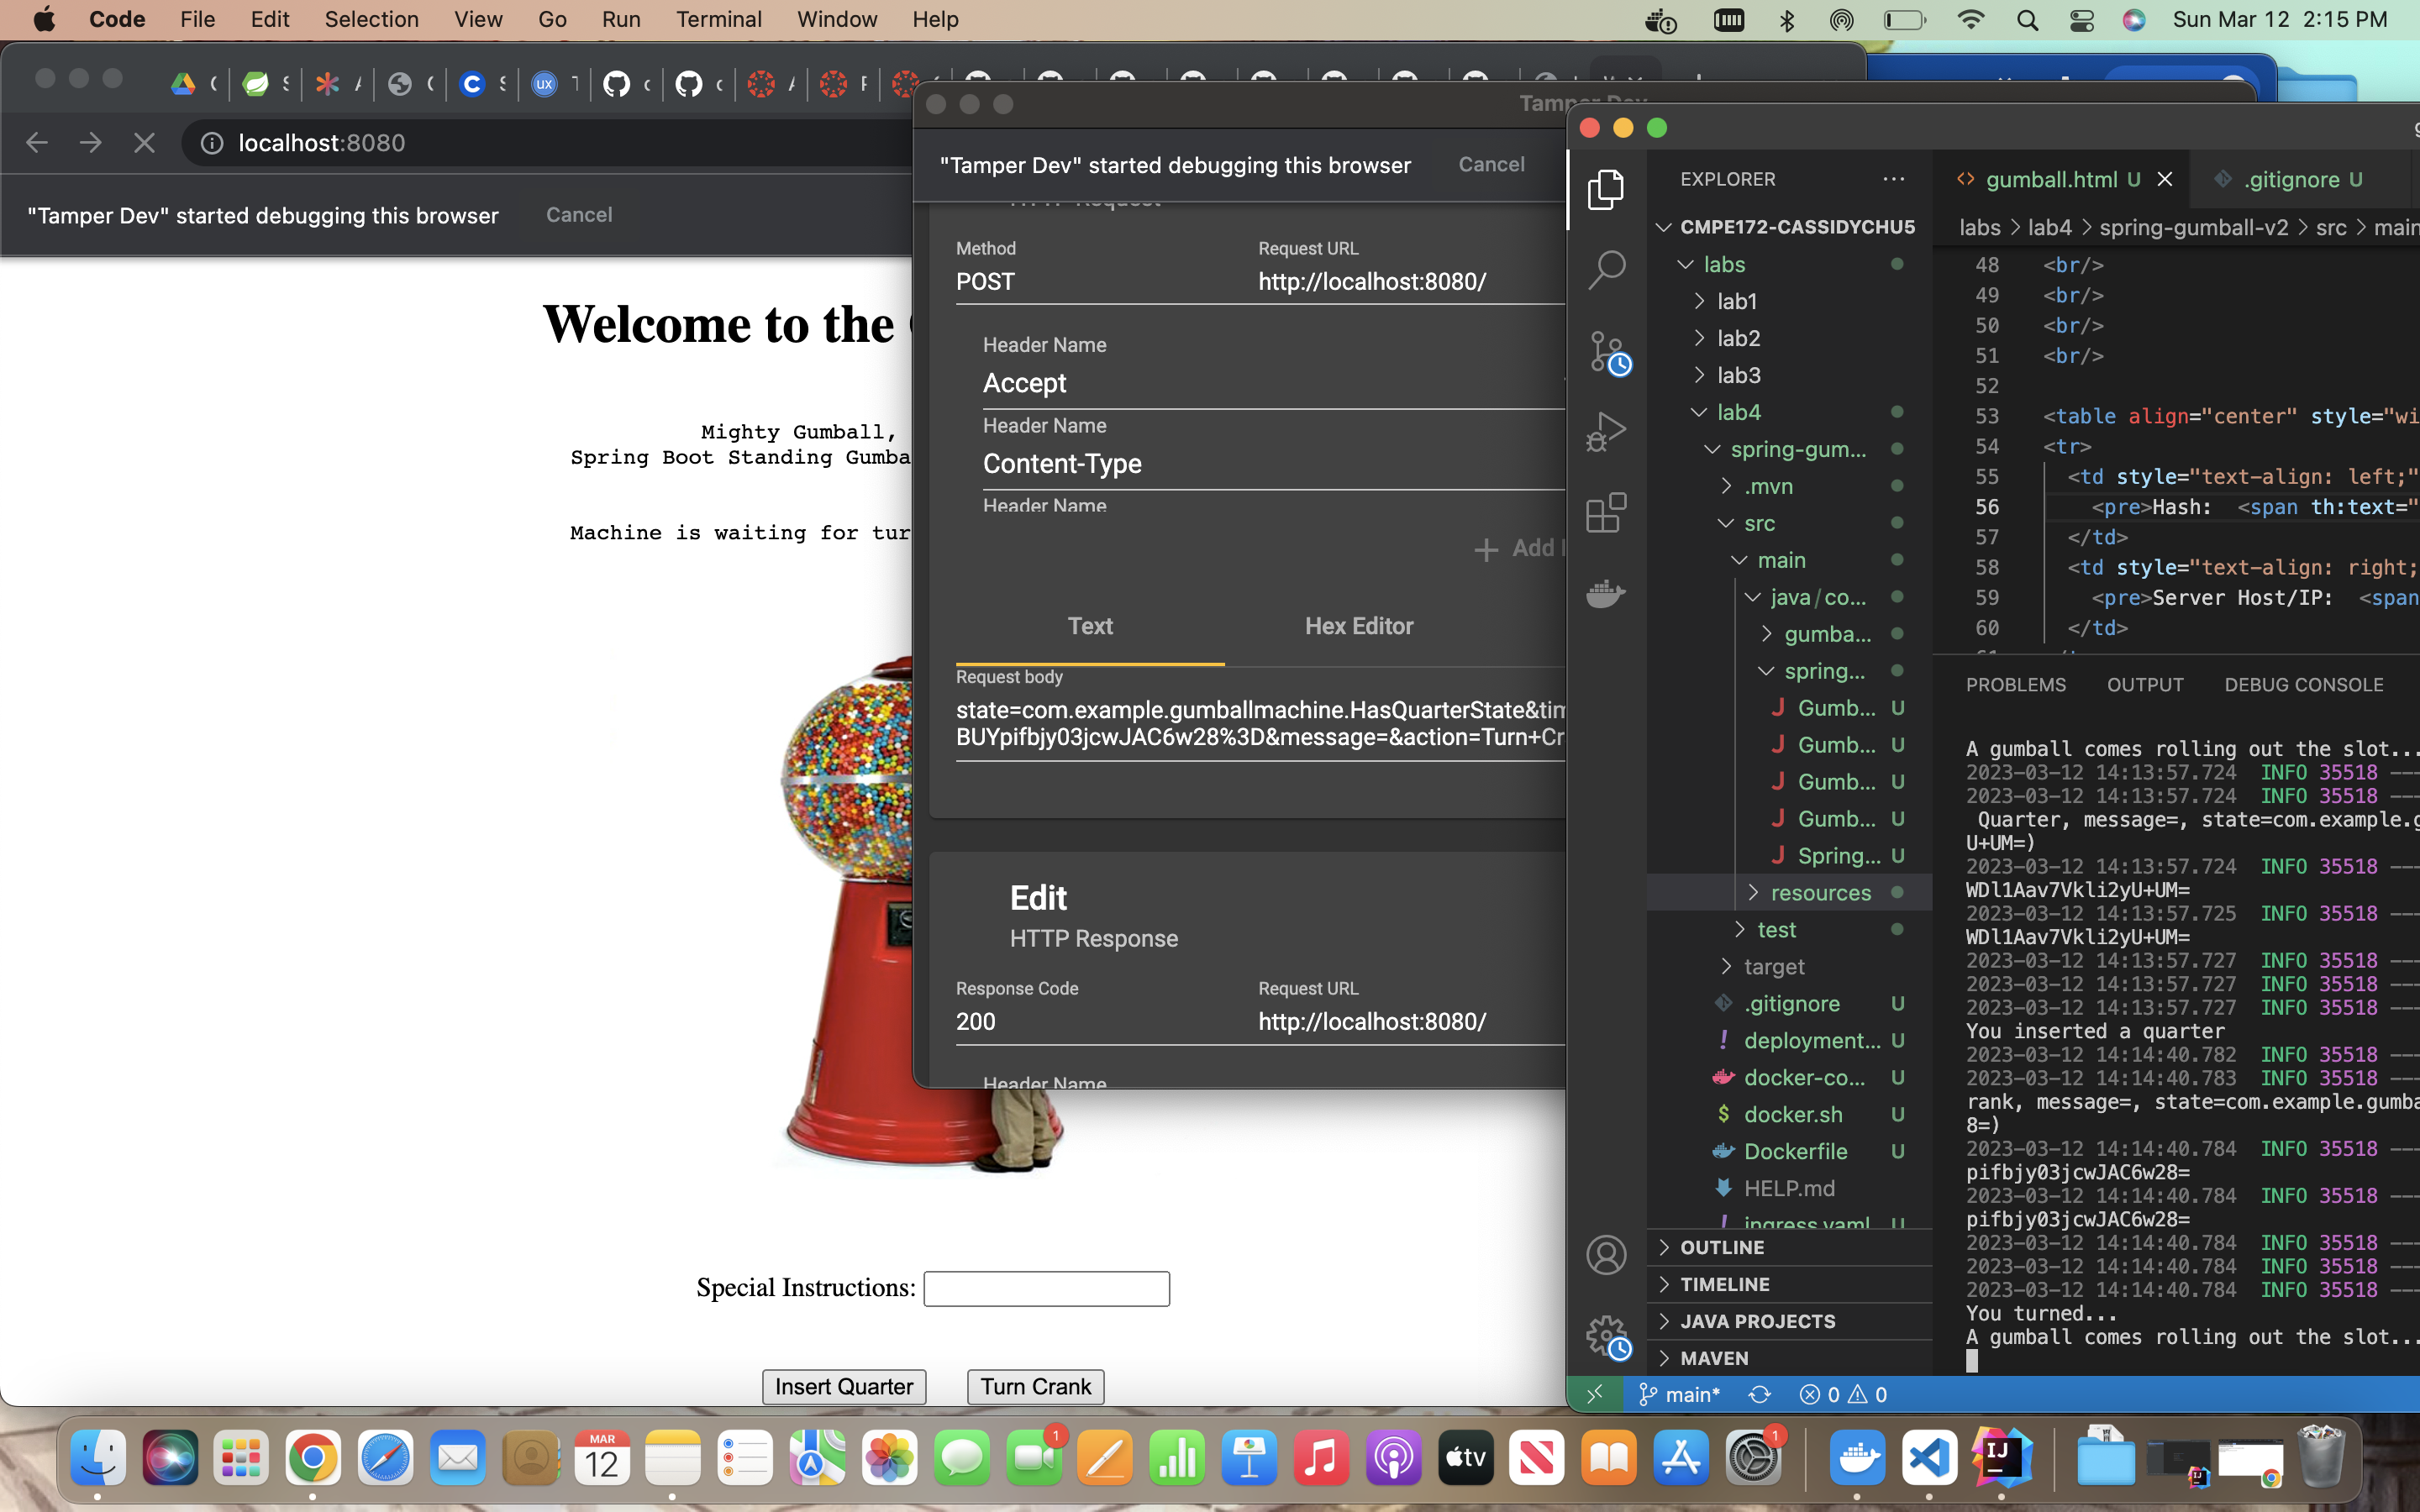 Code File Edit Selection View Go Run Terminal Window Help
Sun Mar 12 2:15 PM
localhost:8080
"Tamper Dev" started debugging this browser Cancel
Welcome to the
Mighty Gumball,
Spring Boot Standing Gumba
Machine is waiting for tur
Special Instructions:
Insert Quarter Turn Crank
Tamper Dev
"Tamper Dev" started debugging this browser Cancel
HTTP Request
Method Request URL
POST http://localhost:8080/
Header Name
Accept
Header Name
Content-Type
Header Name
Add
Text Hex Editor
Request body
state=com.example.gumballmachine.HasQuarterState&tim
BUYpifbjy03jcwJAC6w28%3D&message=&action=Turn+Cr
Edit
HTTP Response
Response Code Request URL
200 http://localhost:8080/
Header Name
EXPLORER ...
CMPE172-CASSIDYCHU5
labs
lab1
lab2
lab3
lab4
spring-gum...
.mvn
src
main
java/co...
gumba...
spring...
J Gumb... U
J Gumb... U
J Gumb... U
J Gumb... U
J Spring... U
resources
test
target
.gitignore U
! deployment... U
docker-co... U
$ docker.sh U
Dockerfile U
HELP.md
! ingress.yaml U
OUTLINE
TIMELINE
JAVA PROJECTS
MAVEN
main* 0 0
<> gumball.html U .gitignore U
labs > lab4 > spring-gumball-v2 > src > main
48 <br/>
49 <br/>
50 <br/>
51 <br/>
52
53 <table align="center" style="wi
54 <tr>
55 <td style="text-align: left;"
56 <pre>Hash: <span th:text="
57 </td>
58 <td style="text-align: right;
59 <pre>Server Host/IP: <span
60 </td>
PROBLEMS OUTPUT DEBUG CONSOLE
A gumball comes rolling out the slot...
2023-03-12 14:13:57.724 INFO 35518 ---
2023-03-12 14:13:57.724 INFO 35518 ---
Quarter, message=, state=com.example.g
U+UM=)
2023-03-12 14:13:57.724 INFO 35518 ---
WDl1Aav7Vkli2yU+UM=
2023-03-12 14:13:57.725 INFO 35518 ---
WDl1Aav7Vkli2yU+UM=
2023-03-12 14:13:57.727 INFO 35518 ---
2023-03-12 14:13:57.727 INFO 35518 ---
2023-03-12 14:13:57.727 INFO 35518 ---
You inserted a quarter
2023-03-12 14:14:40.782 INFO 35518 ---
2023-03-12 14:14:40.783 INFO 35518 ---
rank, message=, state=com.example.gumba
8=)
2023-03-12 14:14:40.784 INFO 35518 ---
pifbjy03jcwJAC6w28=
2023-03-12 14:14:40.784 INFO 35518 ---
pifbjy03jcwJAC6w28=
2023-03-12 14:14:40.784 INFO 35518 ---
2023-03-12 14:14:40.784 INFO 35518 ---
2023-03-12 14:14:40.784 INFO 35518 ---
You turned...
A gumball comes rolling out the slot...
MAR
12
1
tv
1
IJ